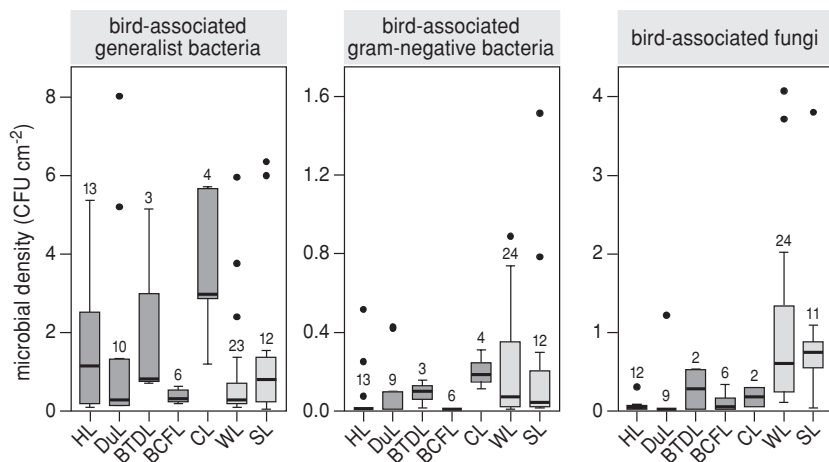 bird-associated
generalist bacteria
bird-associated
gram-negative bacteria
bird-associated fungi
microbial density (CFU cm-2)
8
6
4
2
0
13
10
3
6
4
23
12
HL
DuL
BTDL
BCFL
CL
WL
SL
1.6
1.2
0.8
0.4
0.0
13
9
3
6
4
24
12
HL
DuL
BTDL
BCFL
CL
WL
SL
4
3
2
1
0
12
9
2
6
2
24
11
HL
DuL
BTDL
BCFL
CL
WL
SL